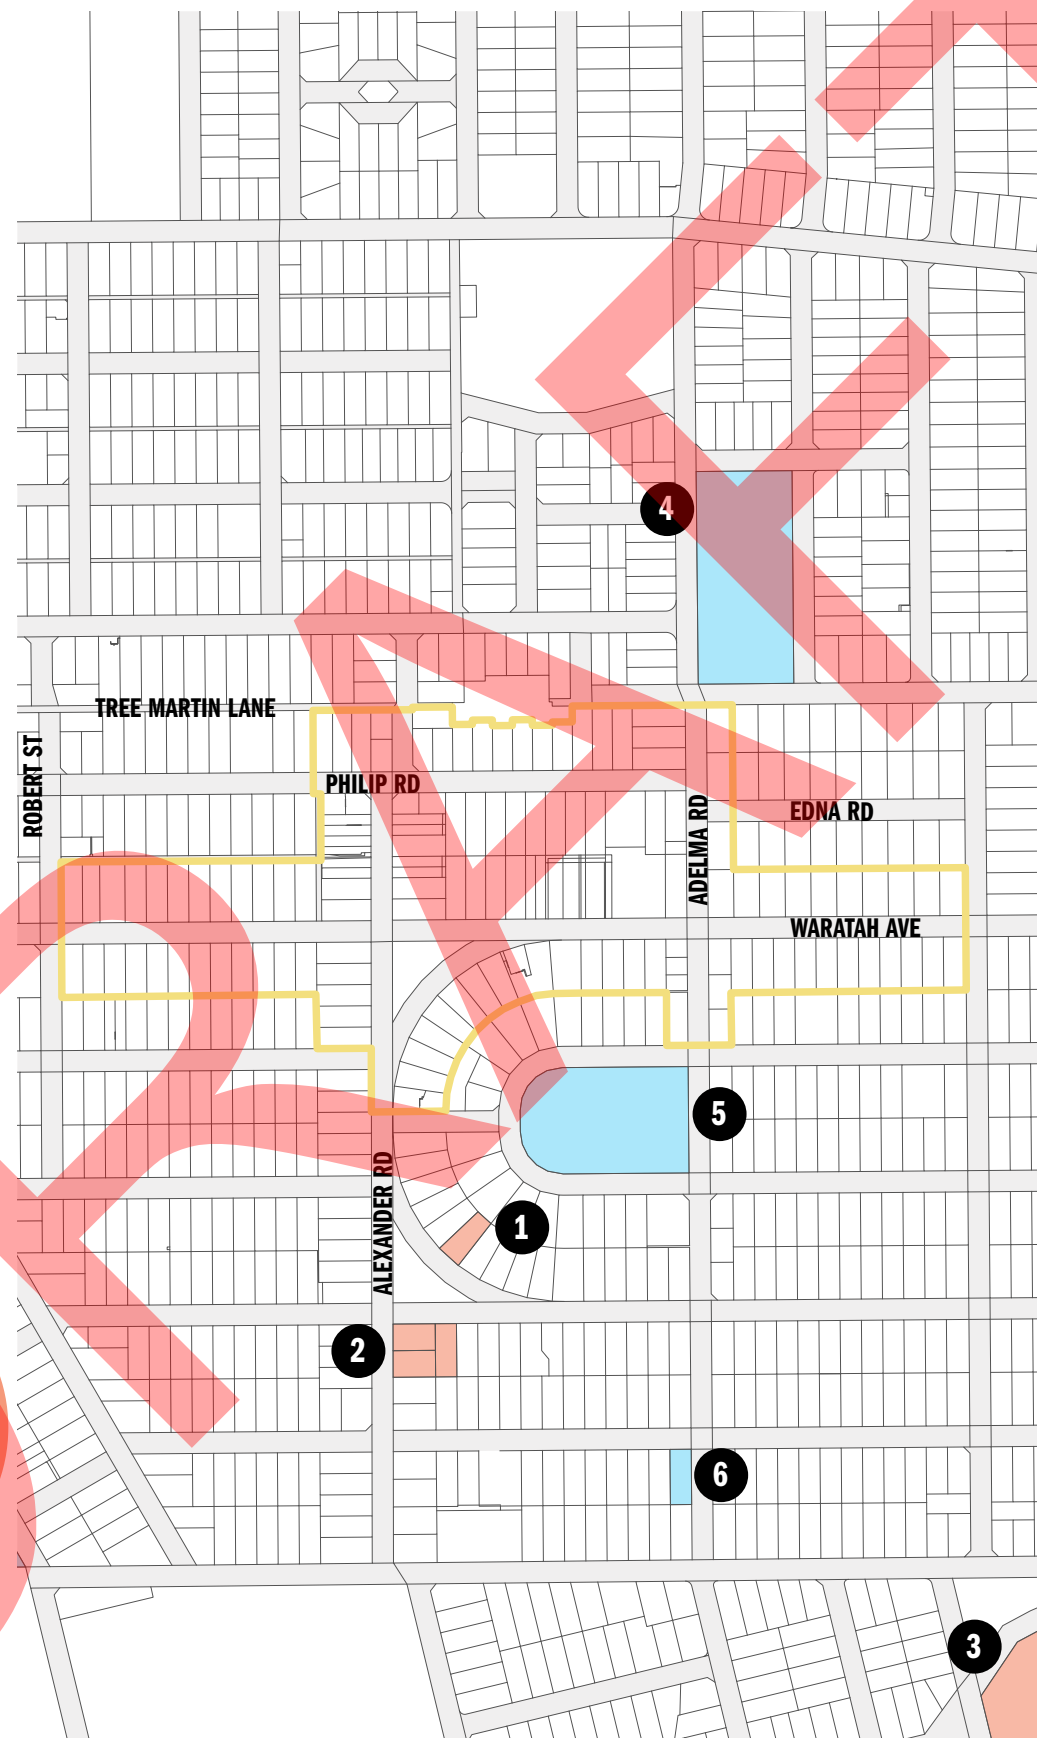 4
TREE MARTIN LANE
ROBERT ST
PHILIP RD
ADELMA RD
EDNA RD
WARATAH AVE
5
ALEXANDER RD
1
2
6
3